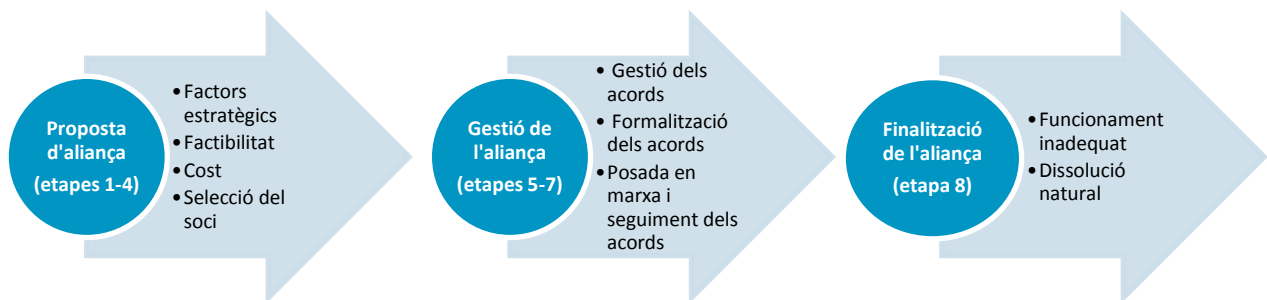 Proposta
d'aliança
(etapes 1-4)
•Factors
estratègics
•Factibilitat
•Cost
•Selecció del
soci
Gestió de
l'aliança
(etapes 5-7)
• Gestió dels
acords
• Formalització
dels acords
•Posada en
marxa i
seguiment dels
acords
Finalització
de l'aliança
(etapa 8)
•Funcionament
inadequat
•Dissolució
natural